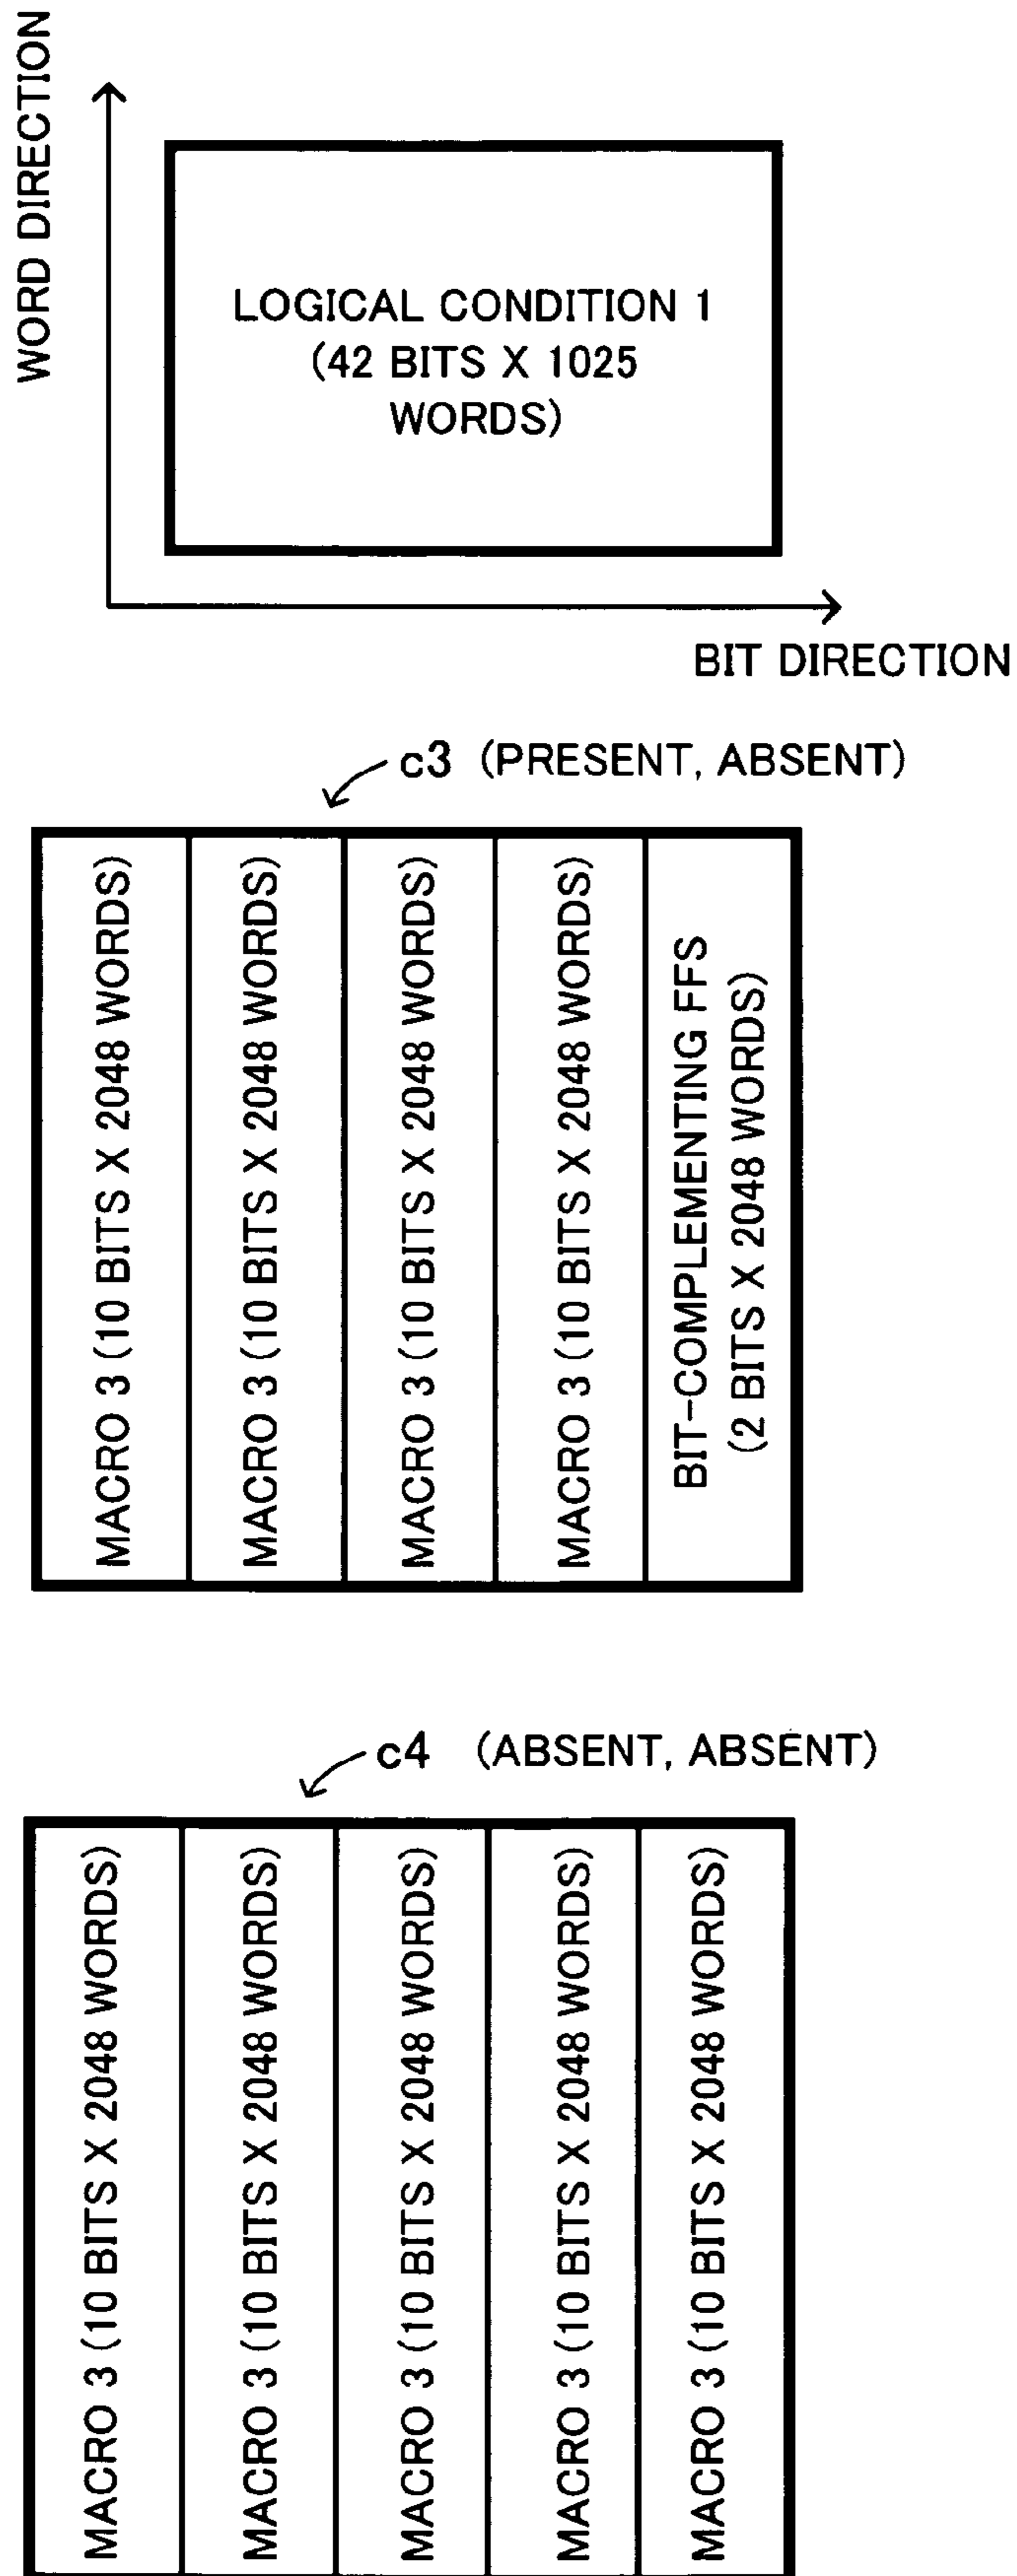 WORD DIRECTION
LOGICAL CONDITION 1
(42 BITS X 1025
WORDS)
BIT DIRECTION
c3 (PRESENT, ABSENT)
MACRO 3 (10 BITS X 2048 WORDS)
MACRO 3 (10 BITS X 2048 WORDS)
MACRO 3 (10 BITS X 2048 WORDS)
MACRO 3 (10 BITS X 2048 WORDS)
BIT-COMPLEMENTING FFS
(2 BITS X 2048 WORDS)
c4 (ABSENT, ABSENT)
MACRO 3 (10 BITS X 2048 WORDS)
MACRO 3 (10 BITS X 2048 WORDS)
MACRO 3 (10 BITS X 2048 WORDS)
MACRO 3 (10 BITS X 2048 WORDS)
MACRO 3 (10 BITS X 2048 WORDS)